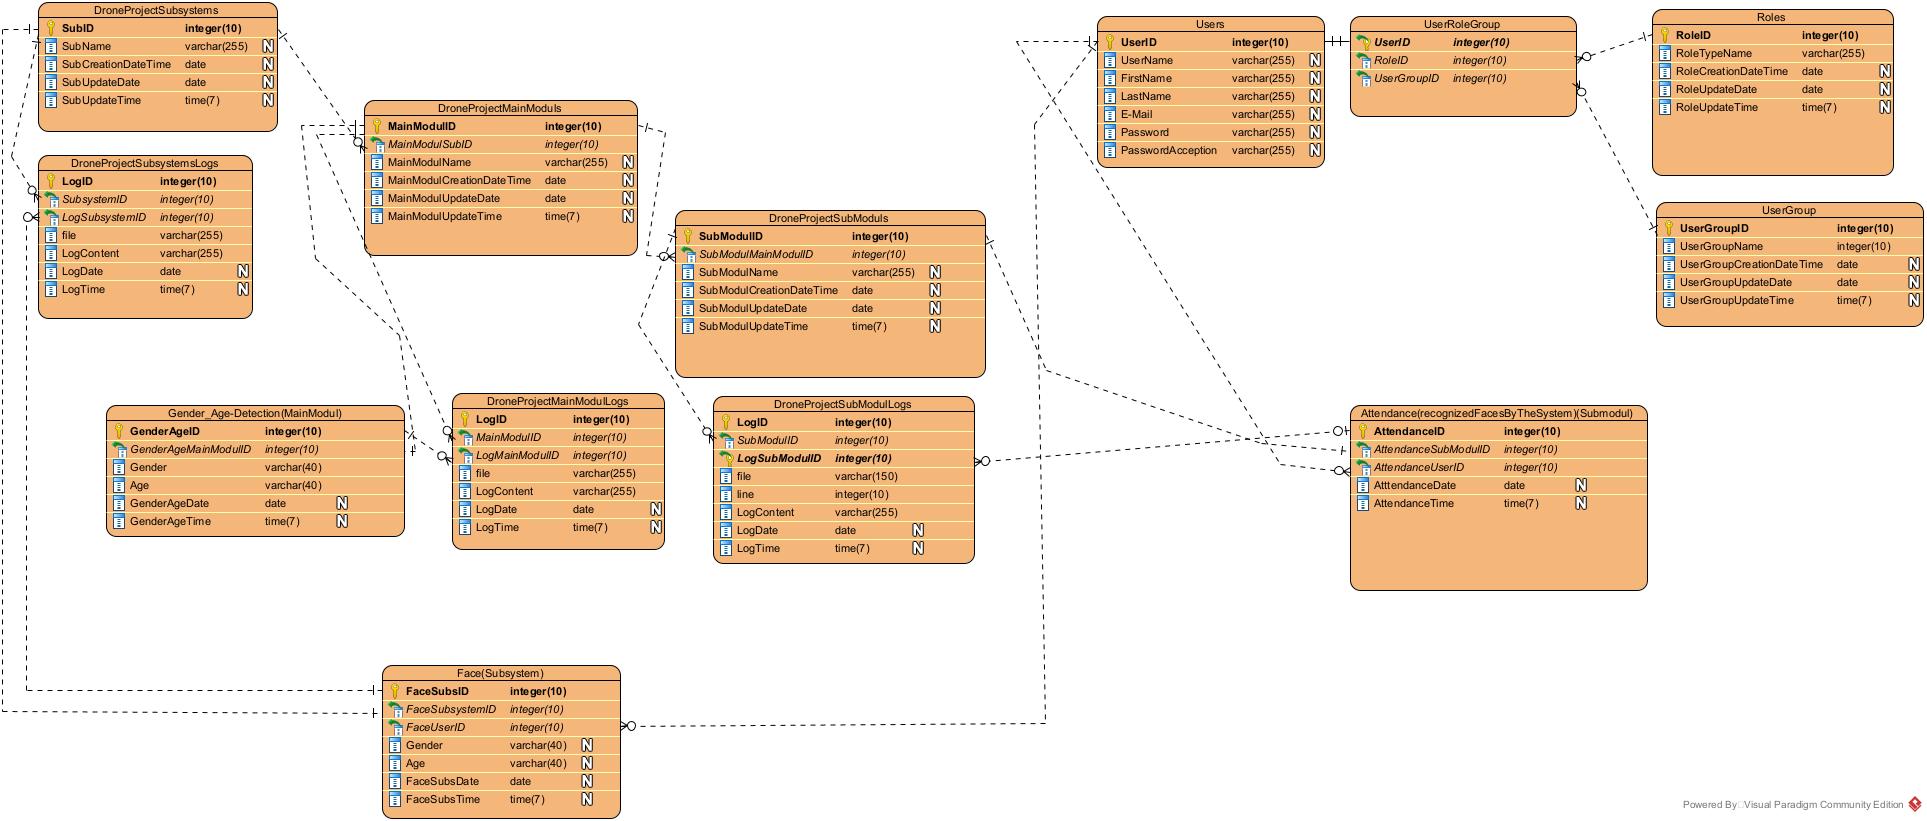 DroneProjectSubsystems
SubID integer(10)
SubName varchar(255) N
SubCreationDateTime date N
SubUpdateDate date N
SubUpdateTime time(7) N
DroneProjectSubsystemsLogs
LogID integer(10)
SubsystemID integer(10)
LogSubsystemID integer(10)
file varchar(255)
LogContent varchar(255)
LogDate date N
LogTime time(7) N
DroneProjectMainModuls
MainModulID integer(10)
MainModulSubID integer(10)
MainModulName varchar(255) N
MainModulCreationDateTime date N
MainModulUpdateDate date N
MainModulUpdateTime time(7) N
DroneProjectSubModuls
SubModulID integer(10)
SubModulMainModulID integer(10)
SubModulName varchar(255) N
SubModulCreationDateTime date N
SubModulUpdateDate date N
SubModulUpdateTime time(7) N
Users
UserID integer(10)
UserName varchar(255) N
FirstName varchar(255) N
LastName varchar(255) N
E-Mail varchar(255) N
Password varchar(255) N
PasswordAcception varchar(255) N
UserRoleGroup
UserID integer(10)
RoleID integer(10)
UserGroupID integer(10)
Roles
RoleID integer(10)
RoleTypeName varchar(255)
RoleCreationDateTime date N
RoleUpdateDate date N
RoleUpdateTime time(7) N
UserGroup
UserGroupID integer(10)
UserGroupName integer(10)
UserGroupCreationDateTime date N
UserGroupUpdateDate date N
UserGroupUpdateTime time(7) N
Gender_Age-Detection(MainModul)
GenderAgeID integer(10)
GenderAgeMainModulID integer(10)
Gender varchar(40)
Age varchar(40)
GenderAgeDate date N
GenderAgeTime time(7) N
DroneProjectMainModulLogs
LogID integer(10)
MainModulID integer(10)
LogMainModulID integer(10)
file varchar(255)
LogContent varchar(255)
LogDate date N
LogTime time(7) N
DroneProjectSubModulLogs
LogID integer(10)
SubModulID integer(10)
LogSubModulID integer(10)
file varchar(150)
line integer(10)
LogContent varchar(255)
LogDate date N
LogTime time(7) N
Attendance(recognizedFacesByTheSystem)(Submodul)
AttendanceID integer(10)
AttendanceSubModulID integer(10)
AttendanceUserID integer(10)
AtttendanceDate date N
AttendanceTime time(7) N
Face(Subsystem)
FaceSubsID integer(10)
FaceSubsystemID integer(10)
FaceUserID integer(10)
Gender varchar(40) N
Age varchar(40) N
FaceSubsDate date N
FaceSubsTime time(7) N
Powered By Visual Paradigm Community Edition